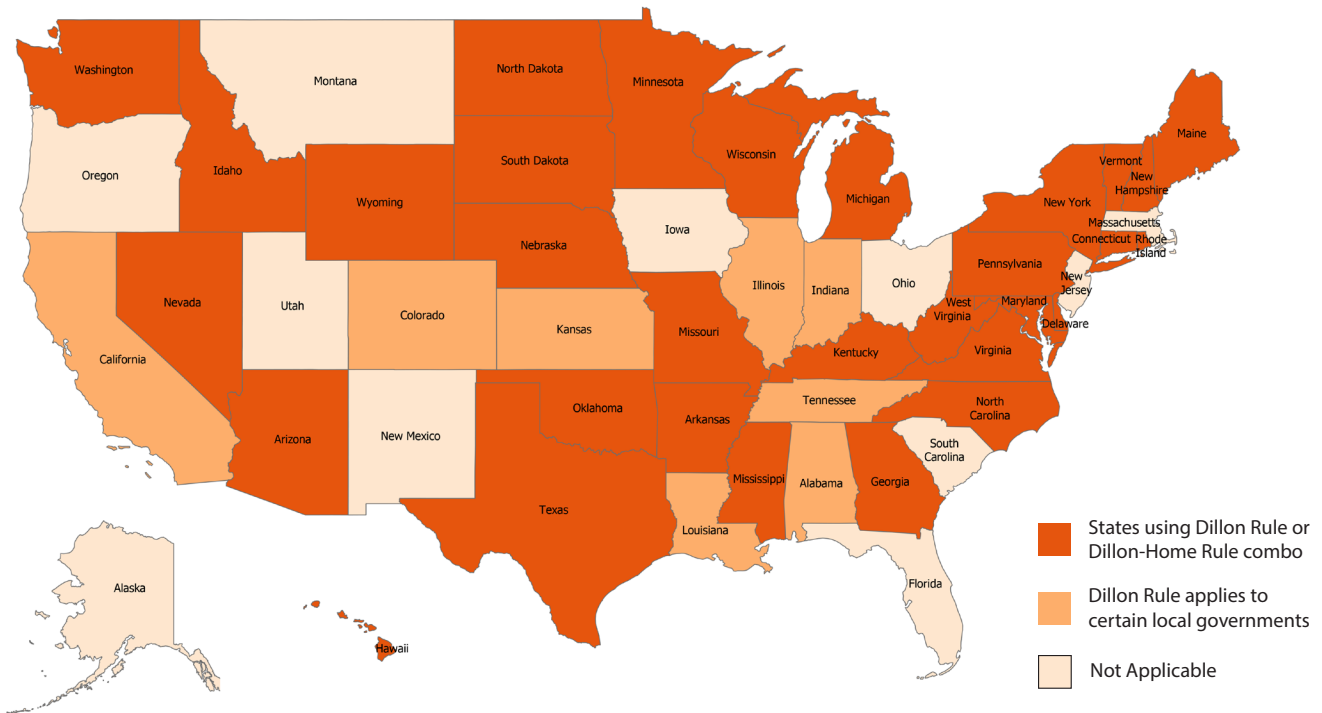 Washington
Montana
North Dakota
Minnesota
Maine
Oregon
Idaho
South Dakota
Wisconsin
Michigan
Vermont
New
Hampshire
Wyoming
New York
Massachusetts
Nebraska
Iowa
Connecticut
Rhode
Island
Pennsylvania
New
Jersey
Nevada
Utah
Colorado
Kansas
Illinois
Indiana
Ohio
West
Virginia
Maryland
Delaware
California
Missouri
Kentucky
Virginia
Arizona
New Mexico
Oklahoma
Arkansas
Tennessee
North
Carolina
South
Carolina
Texas
Louisiana
Mississippi
Alabama
Georgia
Florida
Alaska
Hawaii
States using Dillon Rule or
Dillon-Home Rule combo
Dillon Rule applies to
certain local governments
Not Applicable